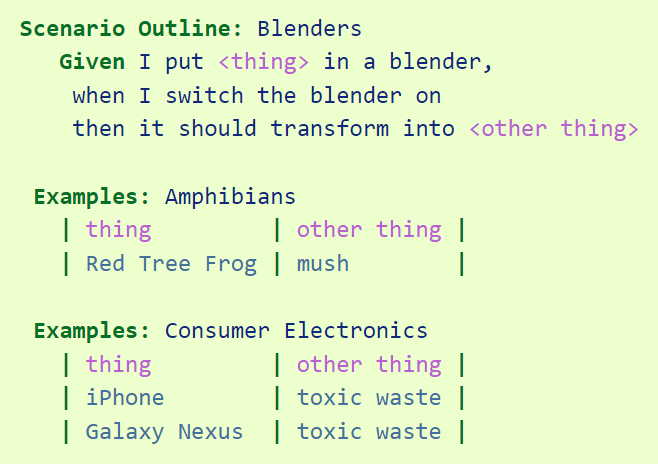 Scenario Outline: Blenders
Given I put <thing> in a blender,
when I switch the blender on
then it should transform into <other thing>
Examples: Amphibians
| thing | other thing |
| Red Tree Frog | mush |
Examples: Consumer Electronics
| thing | other thing |
| iPhone | toxic waste |
| Galaxy Nexus | toxic waste |